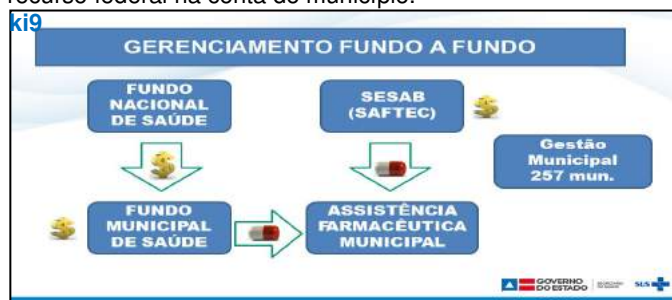 recurso federal na conta do município.
ki9
GERENCIAMENTO FUNDO A FUNDO
FUNDO
NACIONAL
DE SAÚDE
SESAB
(SAFTEC)
Gestão
Municipal
257 mun.
FUNDO
MUNICIPAL
DE SAÚDE
ASSISTÊNCIA
FARMACÊUTICA
MUNICIPAL
GOVERNO
DO ESTADO
SUS